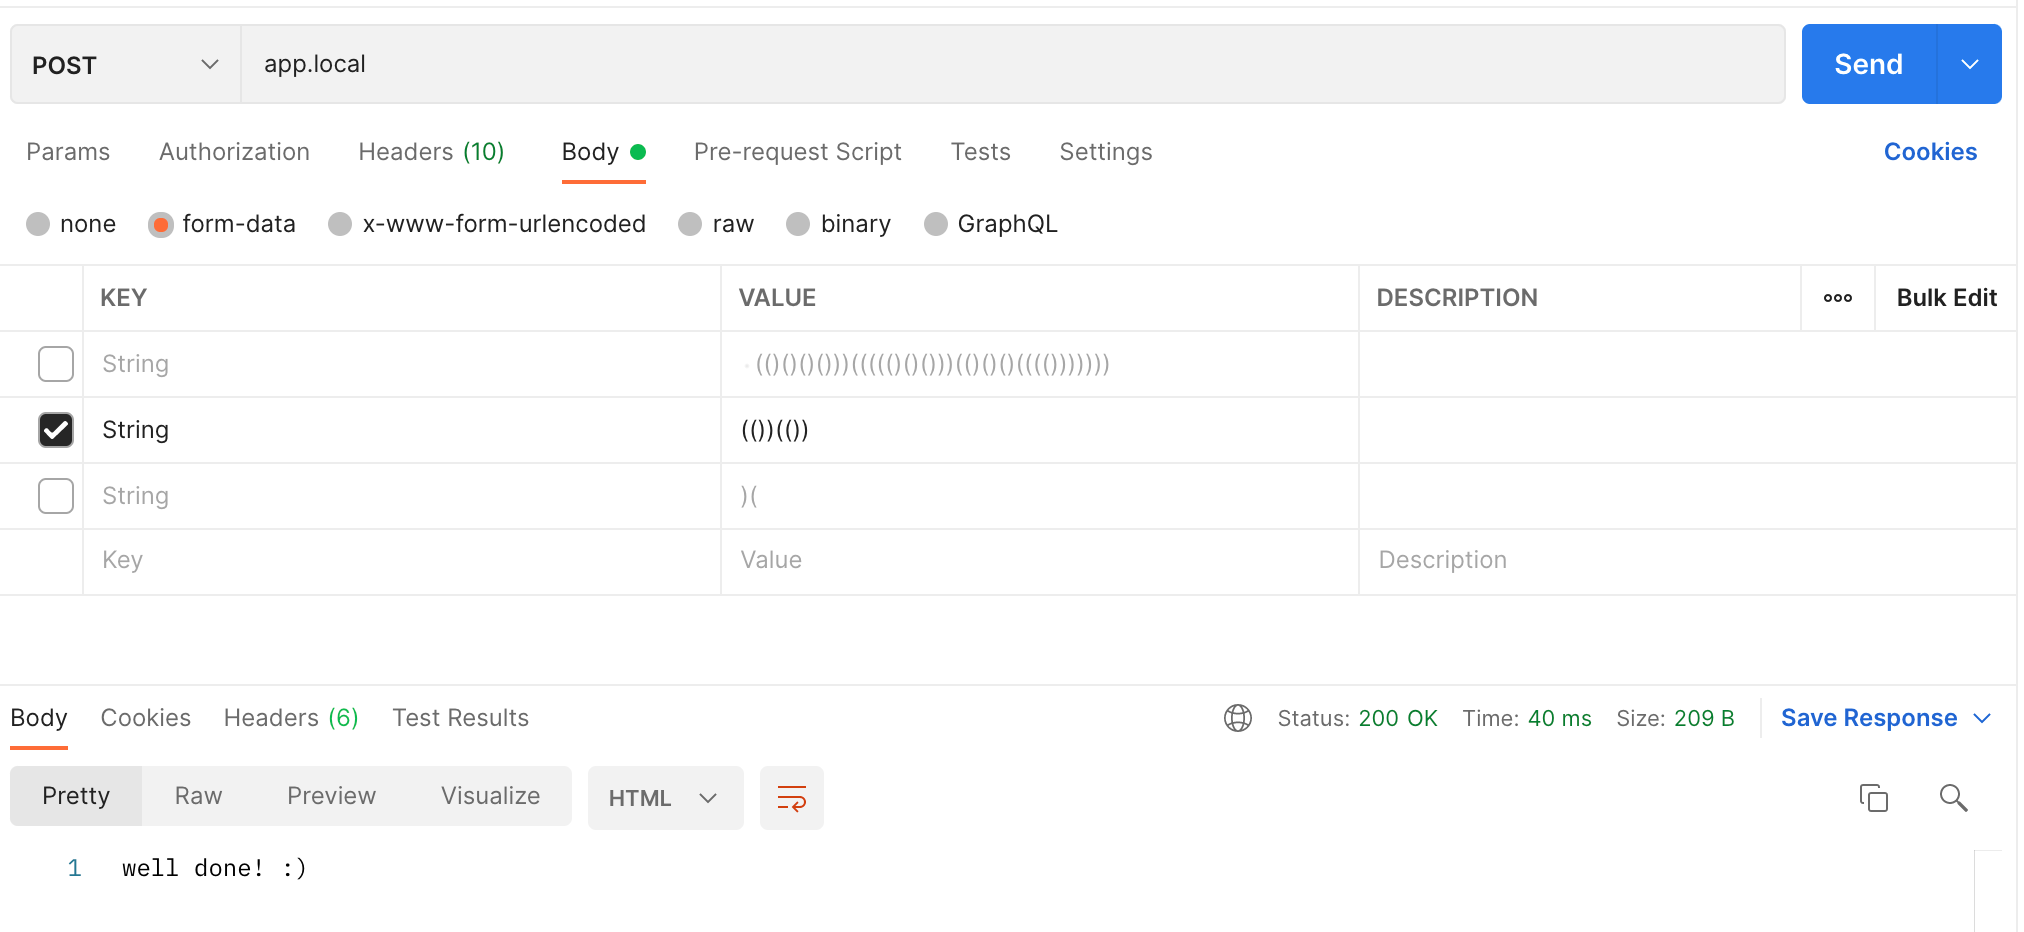 POST app.local Send
Params Authorization Headers (10) Body Pre-request Script Tests Settings Cookies
none form-data x-www-form-urlencoded raw binary GraphQL
KEY VALUE DESCRIPTION ooo Bulk Edit
String (()()()()))((((()()()))(()()()(((()))))))
String (())(())
String )(
Key Value Description
Body Cookies Headers (6) Test Results Status: 200 OK Time: 40 ms Size: 209 B Save Response
Pretty Raw Preview Visualize HTML
1 well done! :)